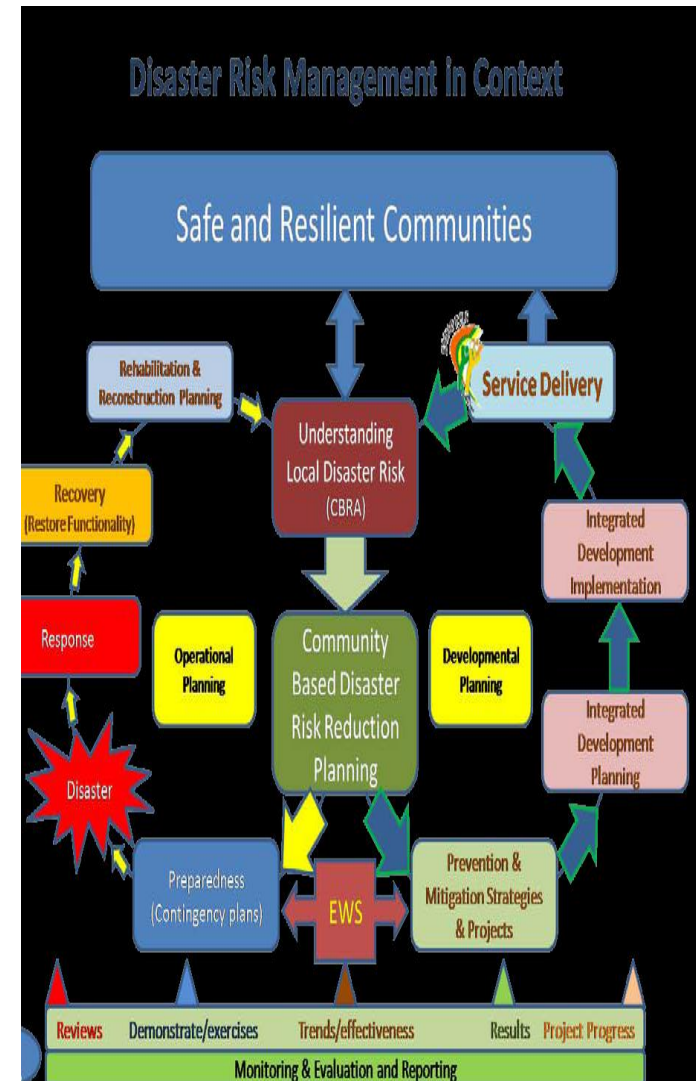 Disaster Risk Management in Context
Safe and Resilient Communities
Rehabilitation &
Reconstruction Planning
Service Delivery
Understanding
Local Disaster Risk
(CBRA)
Recovery
(Restore Functionality)
Integrated
Development
Implementation
Response
Operational
Planning
Community
Based Disaster
Risk Reduction
Planning
Developmental
Planning
Integrated
Development
Planning
Disaster
Preparedness
(Contingency plans)
EWS
Prevention &
Mitigation Strategies
& Projects
Reviews Demonstrate/exercises Trends/effectiveness Results Project Progress
Monitoring & Evaluation and Reporting